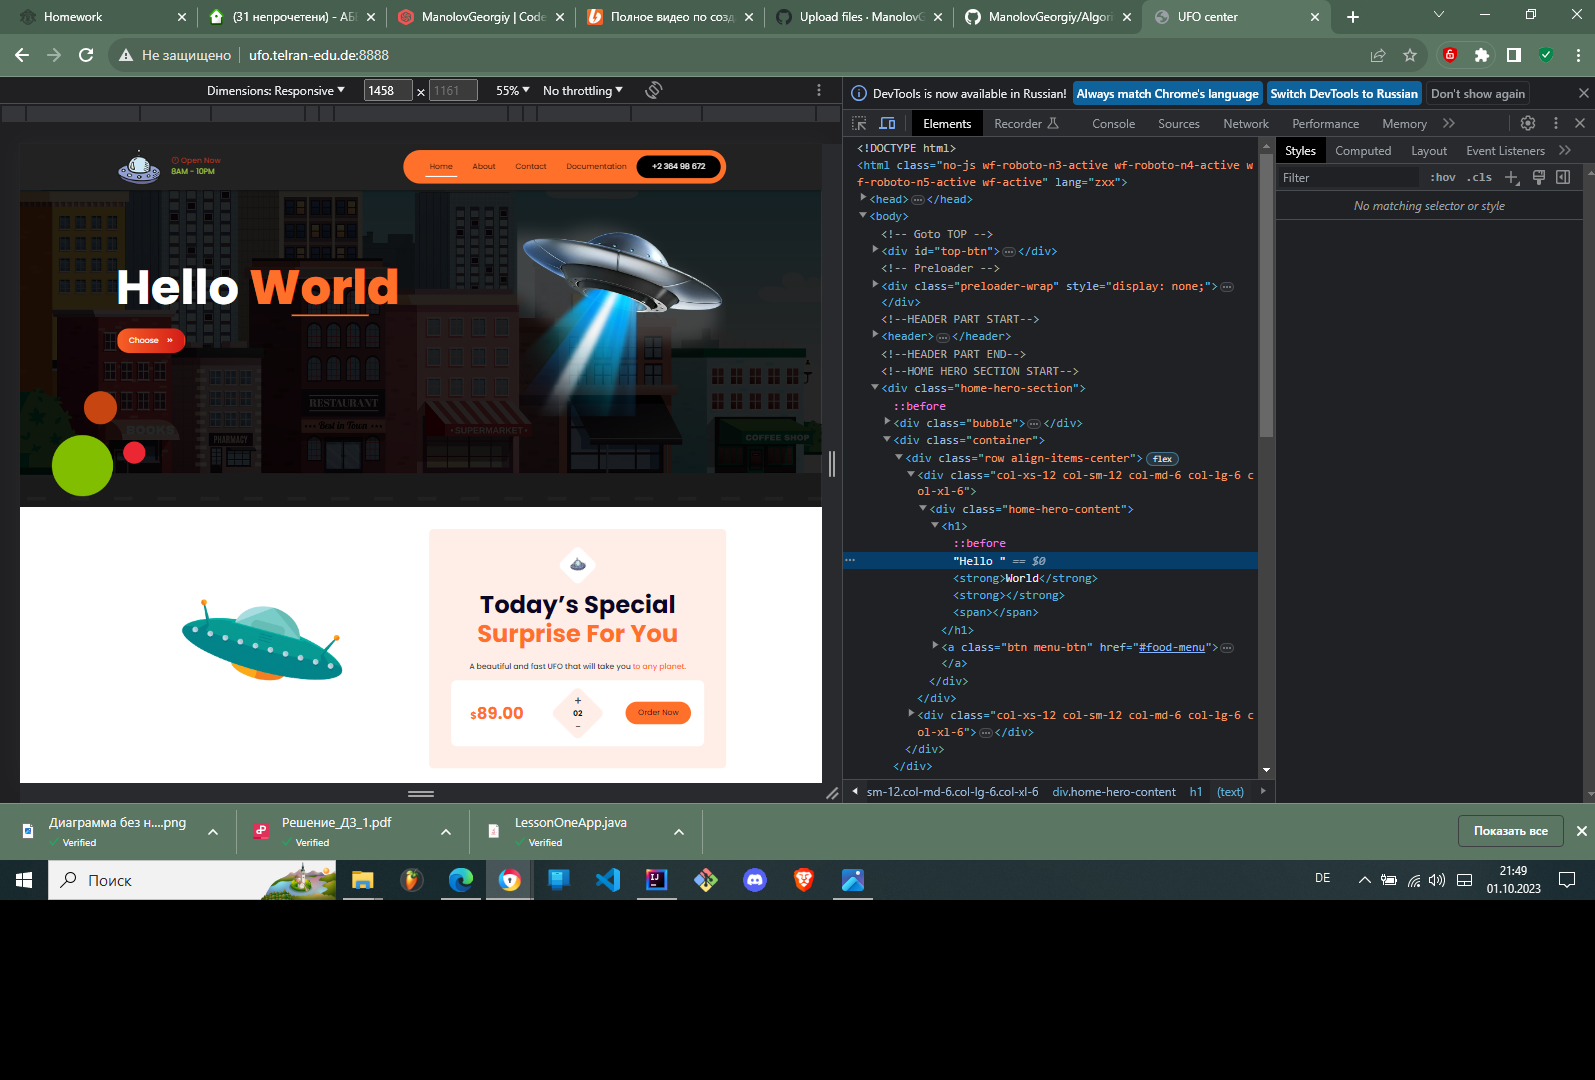 Homework
(31 непрочетени) - АБВ
ManolovGeorgiy | Code
Полное видео по созд
Upload files · ManolovG
ManolovGeorgiy/Algori
UFO center
Не защищено
ufo.telran-edu.de:8888
Dimensions: Responsive
1458 × 1161
55%
No throttling
DevTools is now available in Russian!
Always match Chrome's language
Switch DevTools to Russian
Don't show again
Elements
Recorder
Console
Sources
Network
Performance
Memory
Open Now
8AM - 10PM
Home
About
Contact
Documentation
+2 364 98 672
Hello World
Choose »
BOOKS
PHARMACY
RESTAURANT
Best in Town
SUPERMARKET
COFFEE SHOP
Today’s Special
Surprise For You
A beautiful and fast UFO that will take you to any planet.
$89.00
+
02
-
Order Now
<!DOCTYPE html>
<html class="no-js wf-roboto-n3-active wf-roboto-n4-active w
f-roboto-n5-active wf-active" lang="zxx">
<head> ⋯ </head>
<body>
<!-- Goto TOP -->
<div id="top-btn"> ⋯ </div>
<!-- Preloader -->
<div class="preloader-wrap" style="display: none;"> ⋯
</div>
<!--HEADER PART START-->
<header> ⋯ </header>
<!--HEADER PART END-->
<!--HOME HERO SECTION START-->
<div class="home-hero-section">
::before
<div class="bubble"> ⋯ </div>
<div class="container">
<div class="row align-items-center"> flex
<div class="col-xs-12 col-sm-12 col-md-6 col-lg-6 c
ol-xl-6">
<div class="home-hero-content">
<h1>
::before
"Hello " == $0
<strong>World</strong>
<strong></strong>
<span></span>
</h1>
<a class="btn menu-btn" href="#food-menu"> ⋯
</a>
</div>
</div>
<div class="col-xs-12 col-sm-12 col-md-6 col-lg-6 c
ol-xl-6"> ⋯ </div>
</div>
</div>
sm-12.col-md-6.col-lg-6.col-xl-6
div.home-hero-content
h1
(text)
Styles
Computed
Layout
Event Listeners
Filter
:hov .cls
No matching selector or style
Диаграмма без н....png
Verified
Решение_ДЗ_1.pdf
Verified
LessonOneApp.java
Verified
Показать все
Поиск
DE
21:49
01.10.2023